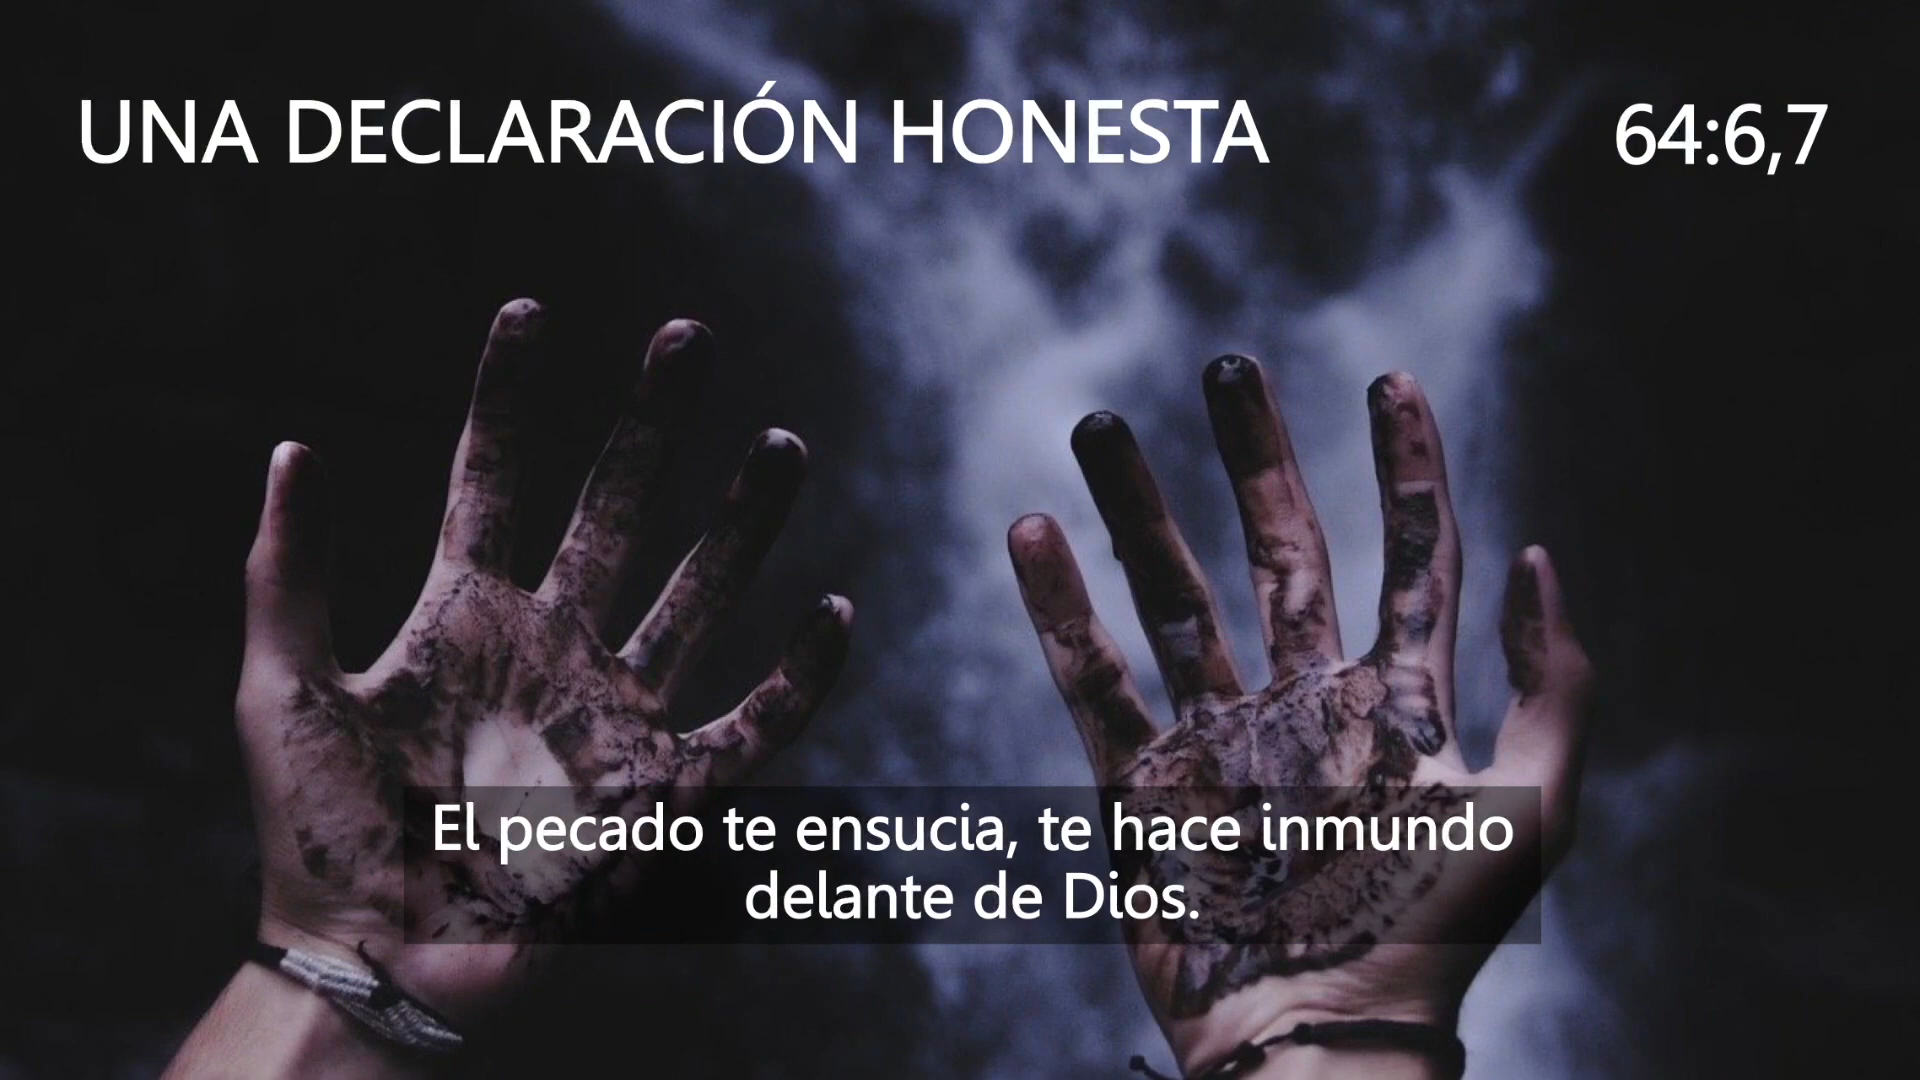 UNA DECLARACIÓN HONESTA 64:6,7
El pecado te ensucia, te hace inmundo
delante de Dios.